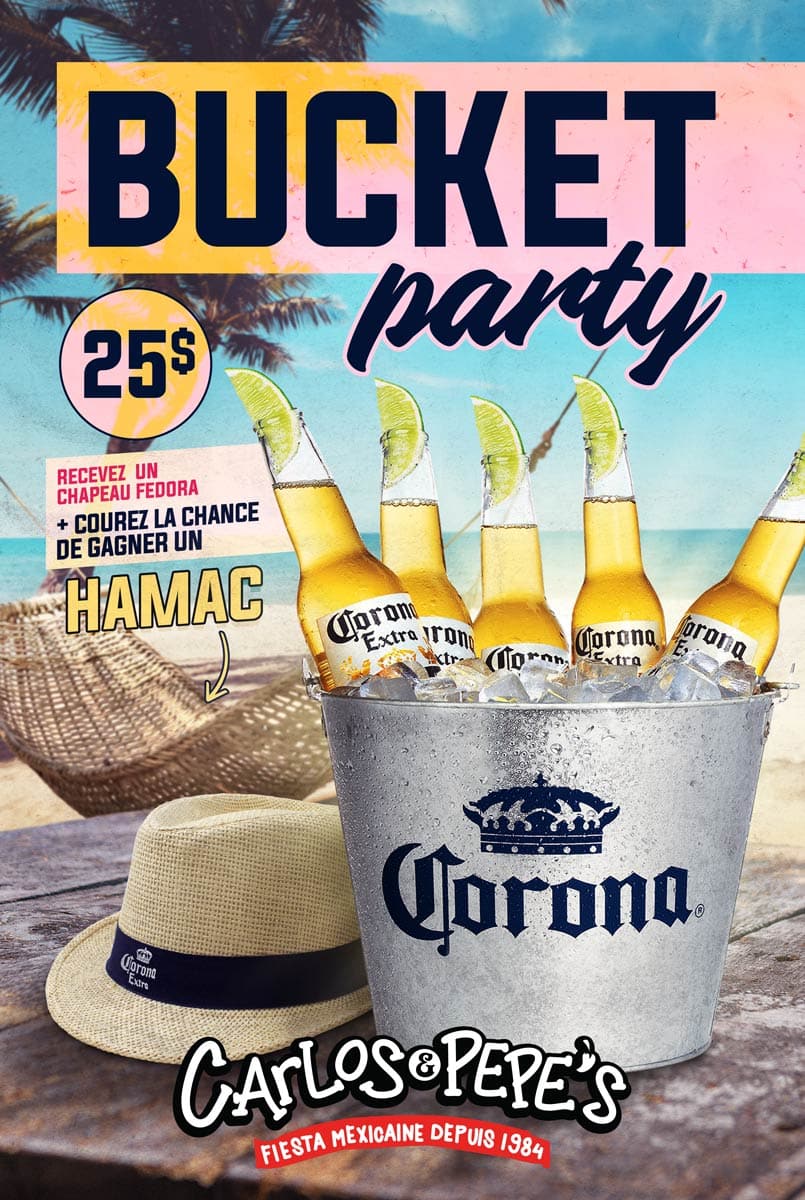 BUCKET
party
25$
RECEVEZ UN
CHAPEAU FEDORA
+ COUREZ LA CHANCE
DE GAGNER UN
HAMAC
Corona
Extra
Corona
Extra
Corona
Corona
Extra
Corona
Corona®
Corona
Extra
CARLOS & PEPE'S
FIESTA MEXICAINE DEPUIS 1984